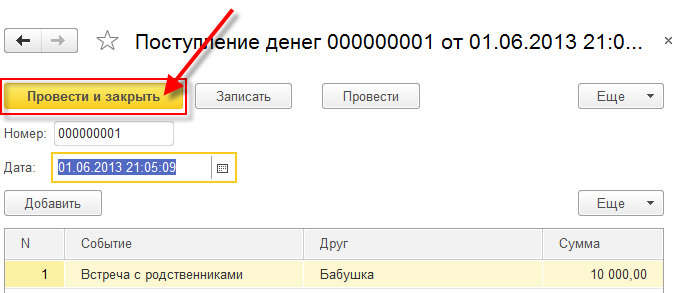 Поступление денег 000000001 от 01.06.2013 21:0...
Провести и закрыть Записать Провести Еще
Номер: 000000001
Дата: 01.06.2013 21:05:09
Добавить Еще
N Событие Друг Сумма
1 Встреча с родственниками Бабушка 10 000,00